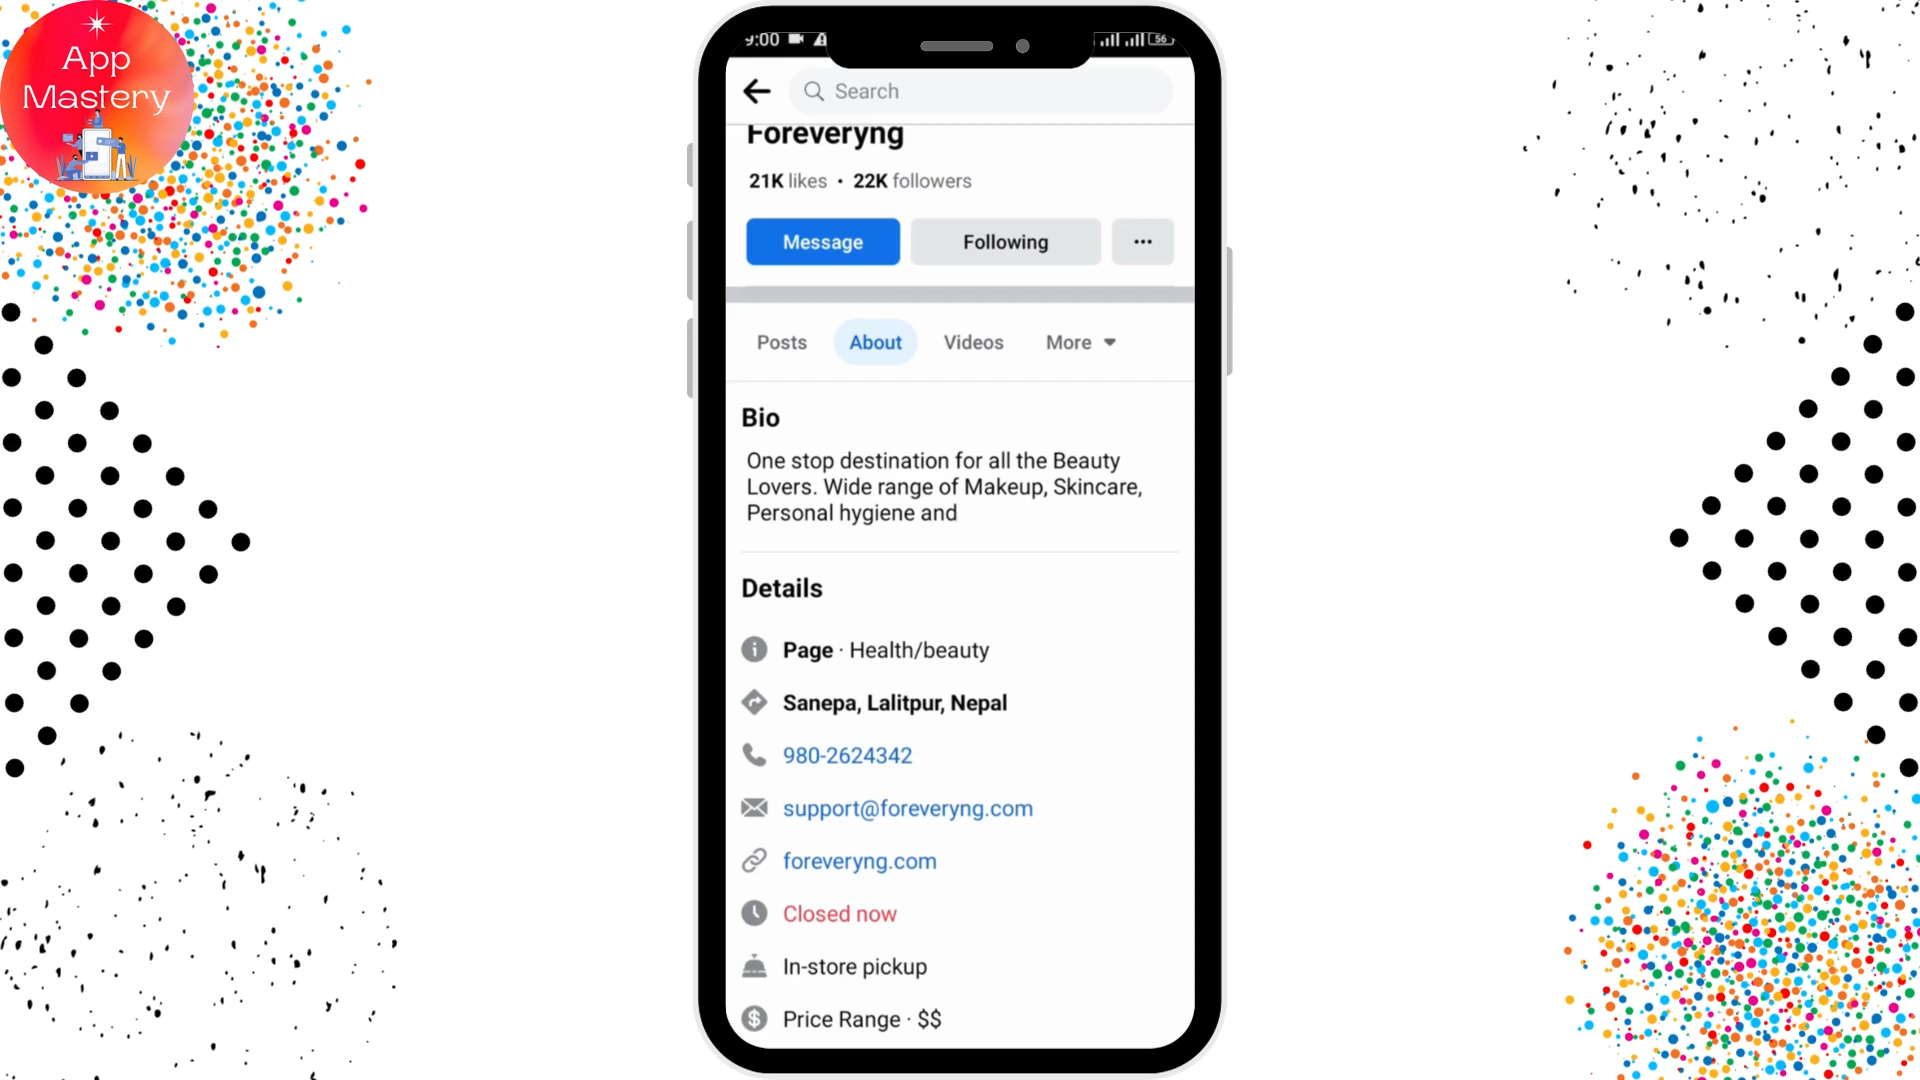 App
Mastery
9:00
56
Search
Foreveryng
21K likes • 22K followers
Message
Following
Posts
About
Videos
More
Bio
One stop destination for all the Beauty
Lovers. Wide range of Makeup, Skincare,
Personal hygiene and
Details
Page · Health/beauty
Sanepa, Lalitpur, Nepal
980-2624342
support@foreveryng.com
foreveryng.com
Closed now
In-store pickup
Price Range · $$